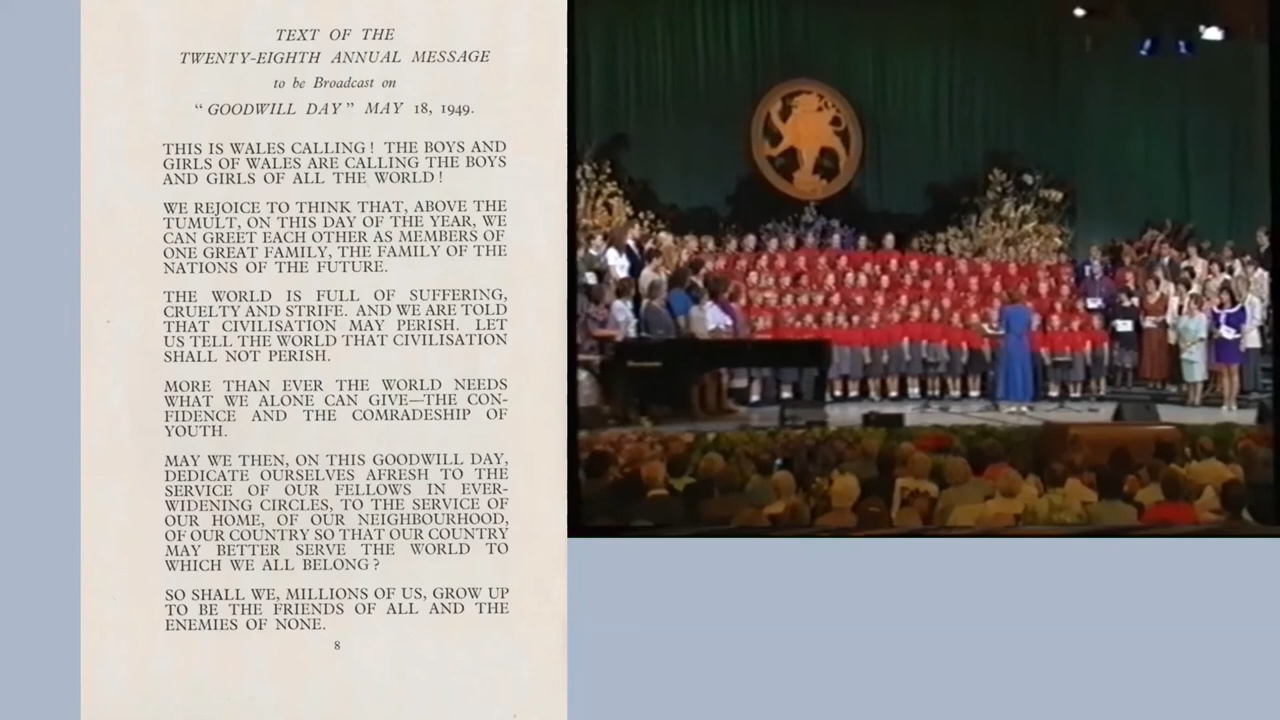 TEXT OF THE
TWENTY-EIGHTH ANNUAL MESSAGE
to be Broadcast on
“ GOODWILL DAY ” MAY 18, 1949.
THIS IS WALES CALLING ! THE BOYS AND
GIRLS OF WALES ARE CALLING THE BOYS
AND GIRLS OF ALL THE WORLD !
WE REJOICE TO THINK THAT, ABOVE THE
TUMULT, ON THIS DAY OF THE YEAR, WE
CAN GREET EACH OTHER AS MEMBERS OF
ONE GREAT FAMILY, THE FAMILY OF THE
NATIONS OF THE FUTURE.
THE WORLD IS FULL OF SUFFERING,
CRUELTY AND STRIFE. AND WE ARE TOLD
THAT CIVILISATION MAY PERISH. LET
US TELL THE WORLD THAT CIVILISATION
SHALL NOT PERISH.
MORE THAN EVER THE WORLD NEEDS
WHAT WE ALONE CAN GIVE—THE CON-
FIDENCE AND THE COMRADESHIP OF
YOUTH.
MAY WE THEN, ON THIS GOODWILL DAY,
DEDICATE OURSELVES AFRESH TO THE
SERVICE OF OUR FELLOWS IN EVER-
WIDENING CIRCLES, TO THE SERVICE OF
OUR HOME, OF OUR NEIGHBOURHOOD,
OF OUR COUNTRY SO THAT OUR COUNTRY
MAY BETTER SERVE THE WORLD TO
WHICH WE ALL BELONG ?
SO SHALL WE, MILLIONS OF US, GROW UP
TO BE THE FRIENDS OF ALL AND THE
ENEMIES OF NONE.
8